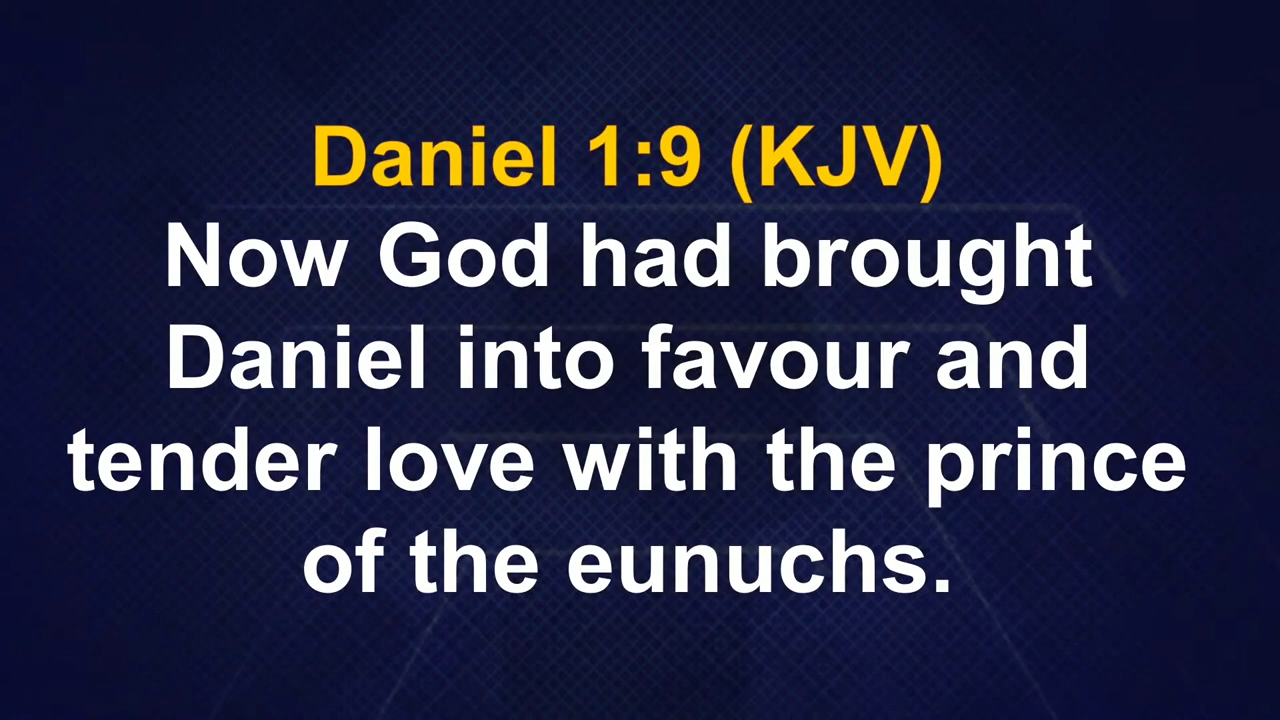 Daniel 1:9 (KJV)
Now God had brought
Daniel into favour and
tender love with the prince
of the eunuchs.